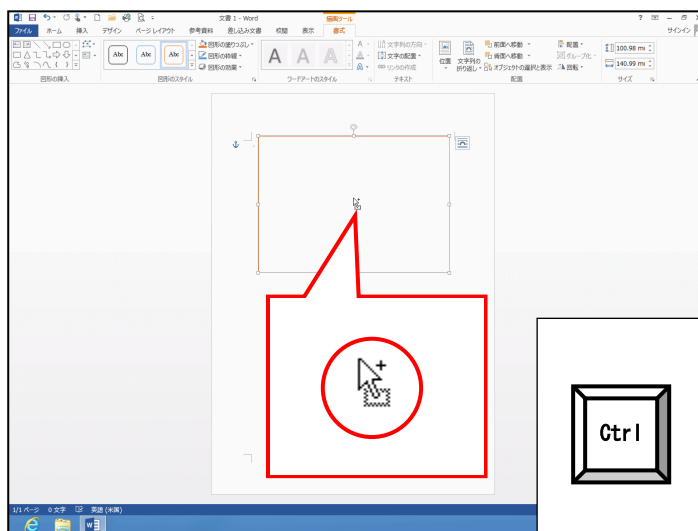 文書 1 - Word
描画ツール
サインイン
ファイル ホーム 挿入 デザイン ページ レイアウト 参考資料 差し込み文書 校閲 表示 書式
図形の塗りつぶし
図形の枠線
図形の効果
Abc Abc Abc
A A A
文字列の方向
文字の配置
リンクの作成
位置 文字列の折り返し
前面へ移動
背面へ移動
オブジェクトの選択と表示
配置
グループ化
回転
100.98 mi
140.99 mi
図形の挿入 図形のスタイル ワードアートのスタイル テキスト 配置 サイズ
Ctrl
1/1 ページ 0 文字 英語 (米国)